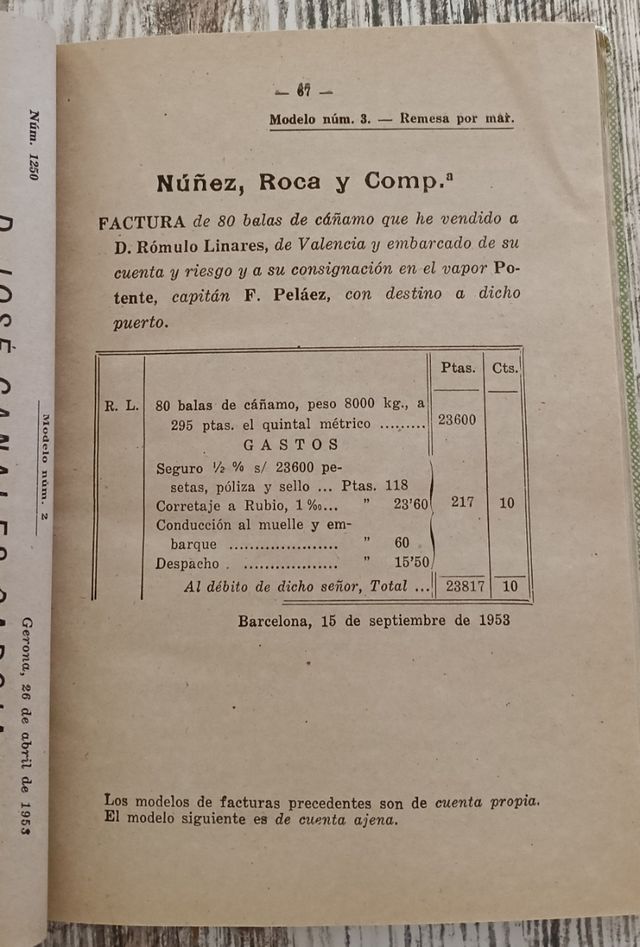 — 67 —
Modelo núm. 3. — Remesa por mar.
Núñez, Roca y Comp.ª
FACTURA de 80 balas de cáñamo que he vendido a
D. Rómulo Linares, de Valencia y embarcado de su
cuenta y riesgo y a su consignación en el vapor Po-
tente, capitán F. Peláez, con destino a dicho
puerto.
Ptas. Cts.
R. L. 80 balas de cáñamo, peso 8000 kg., a
295 ptas. el quintal métrico ......... 23600
GASTOS
Seguro ½ % s/ 23600 pe-
setas, póliza y sello ... Ptas. 118
Corretaje a Rubio, 1 ‰... " 23'60 217 10
Conducción al muelle y em-
barque .................... " 60
Despacho . ................. " 15'50
Al débito de dicho señor, Total ... 23817 10
Barcelona, 15 de septiembre de 1953
Los modelos de facturas precedentes son de cuenta propia.
El modelo siguiente es de cuenta ajena.
Núm. 1250
Modelo núm. 2
Gerona, 26 de abril de 1953